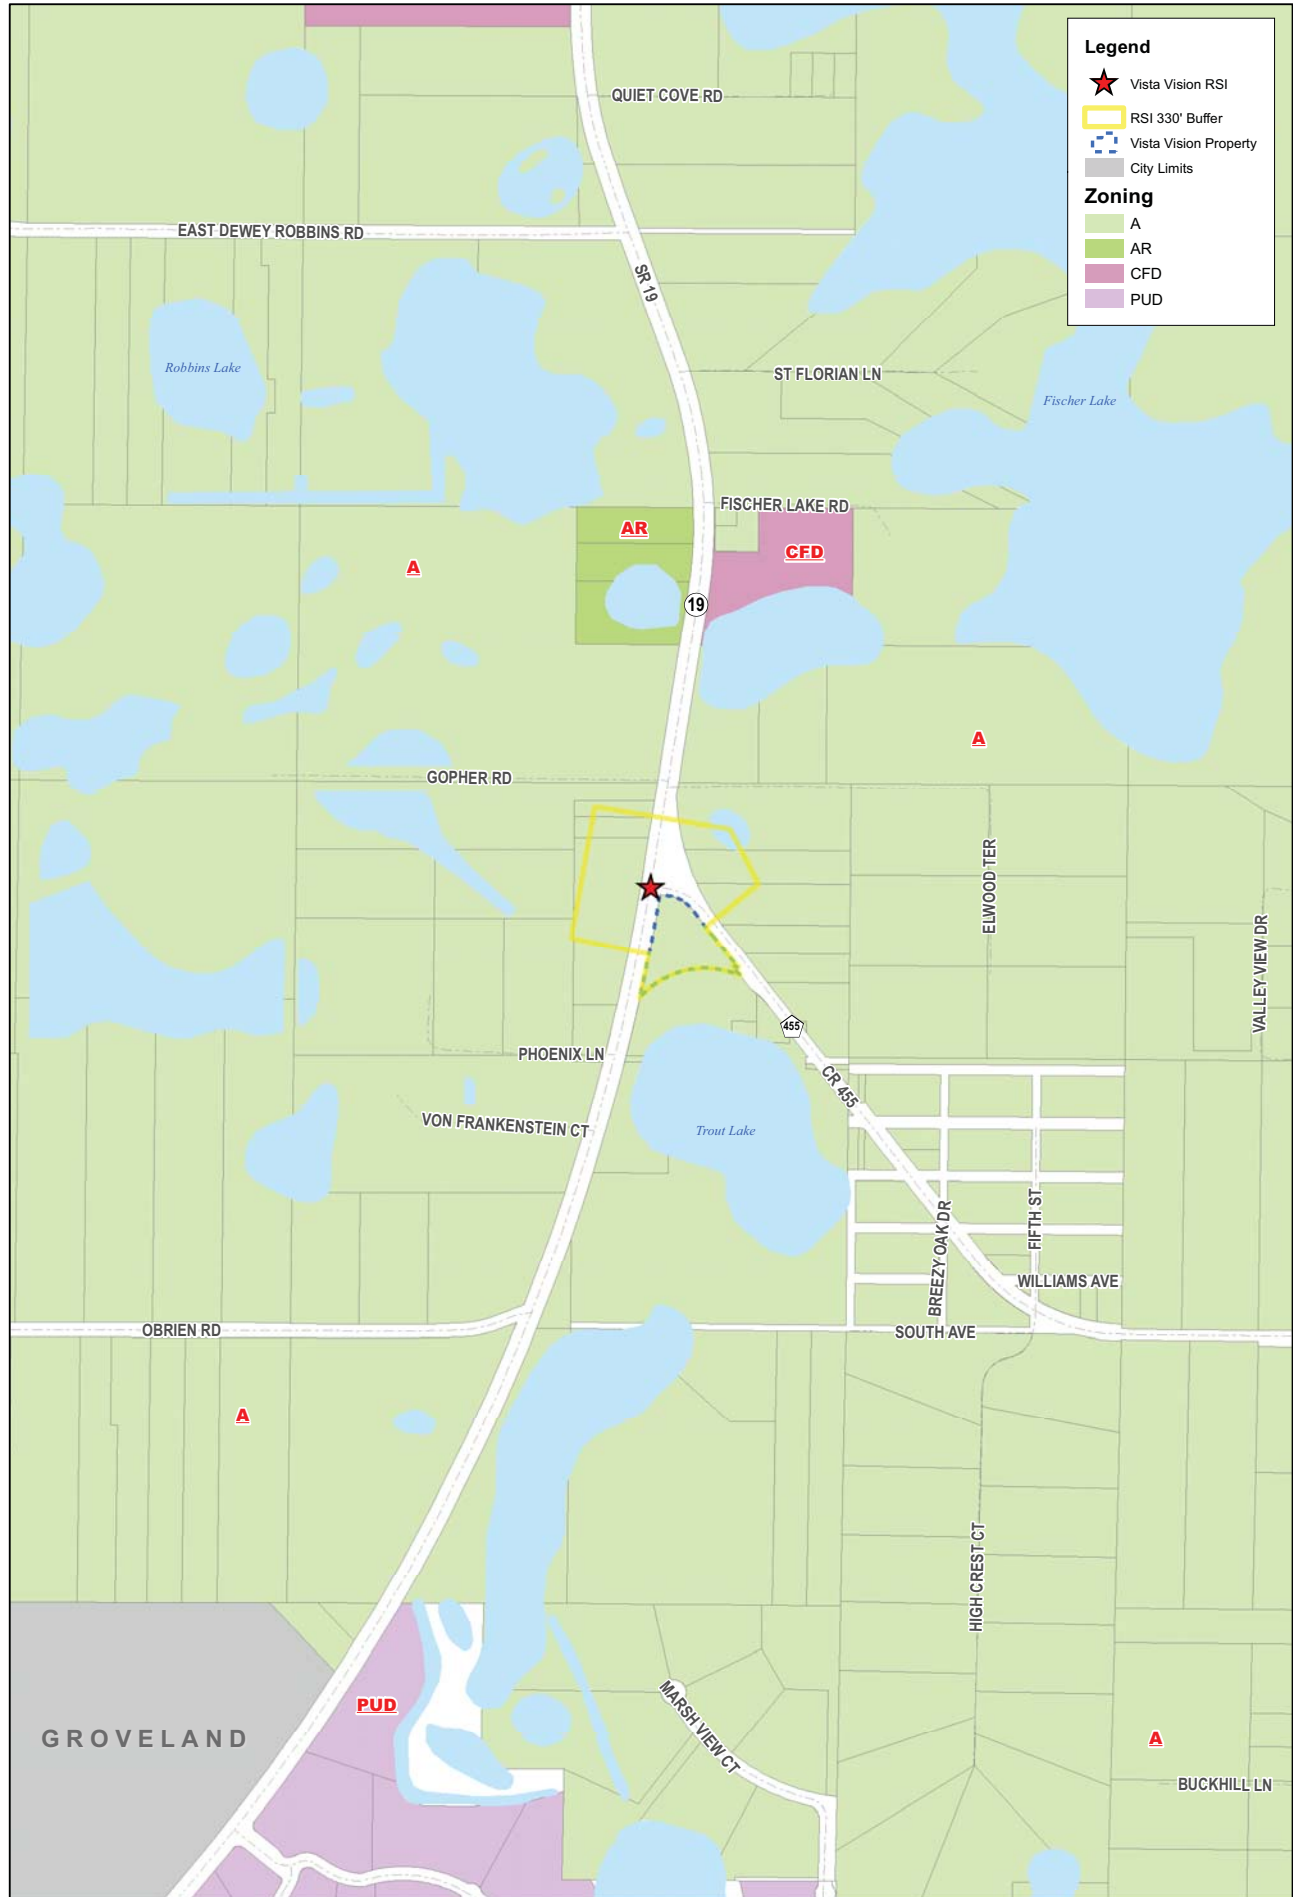 Legend
Vista Vision RSI
RSI 330' Buffer
Vista Vision Property
City Limits
Zoning
A
AR
CFD
PUD
QUIET COVE RD
EAST DEWEY ROBBINS RD
SR 19
Robbins Lake
ST FLORIAN LN
Fischer Lake
FISCHER LAKE RD
AR
CFD
A
19
A
GOPHER RD
ELWOOD TER
VALLEY VIEW DR
455
PHOENIX LN
CR 455
VON FRANKENSTEIN CT
Trout Lake
BREEZY OAK DR
FIFTH ST
WILLIAMS AVE
OBRIEN RD
SOUTH AVE
A
HIGH CREST CT
PUD
MARSH VIEW CT
GROVELAND
A
BUCKHILL LN